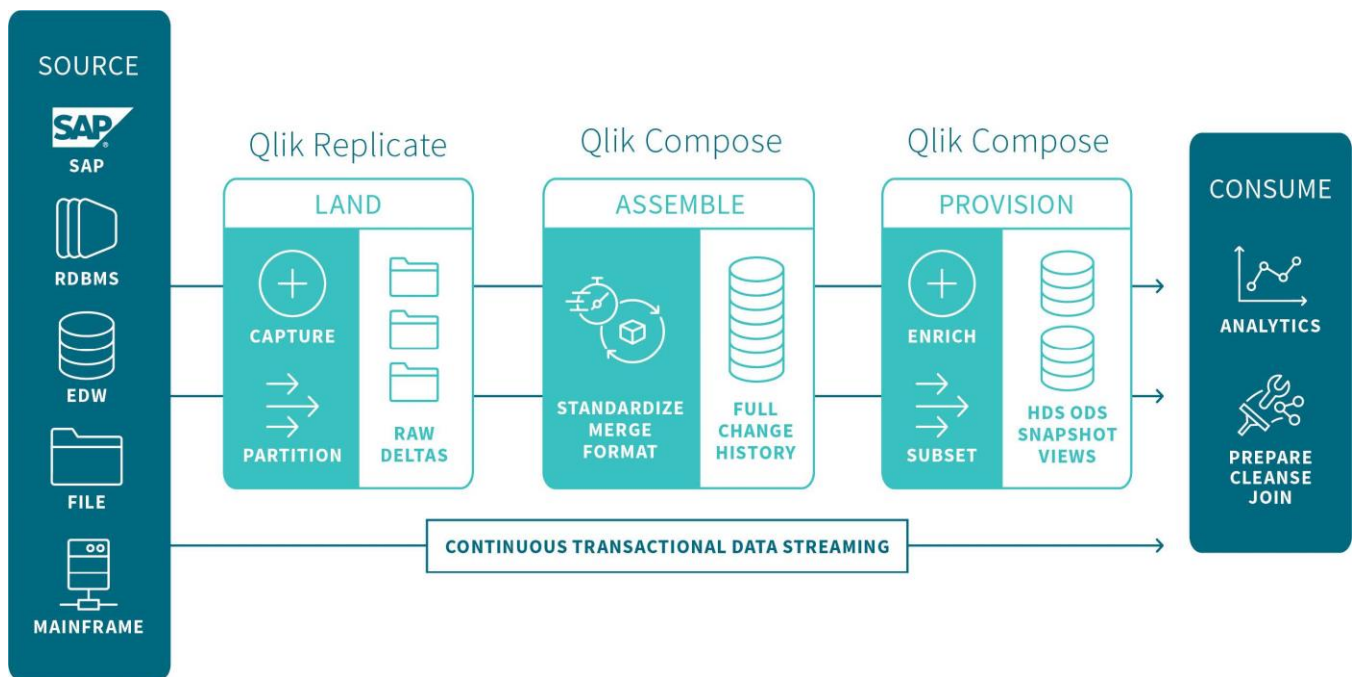 SOURCE
SAP
®
SAP
RDBMS
EDW
FILE
MAINFRAME
Qlik Replicate
LAND
CAPTURE
PARTITION
RAW
DELTAS
Qlik Compose
ASSEMBLE
STANDARDIZE
MERGE
FORMAT
FULL
CHANGE
HISTORY
Qlik Compose
PROVISION
ENRICH
SUBSET
HDS ODS
SNAPSHOT
VIEWS
CONTINUOUS TRANSACTIONAL DATA STREAMING
CONSUME
ANALYTICS
PREPARE
CLEANSE
JOIN